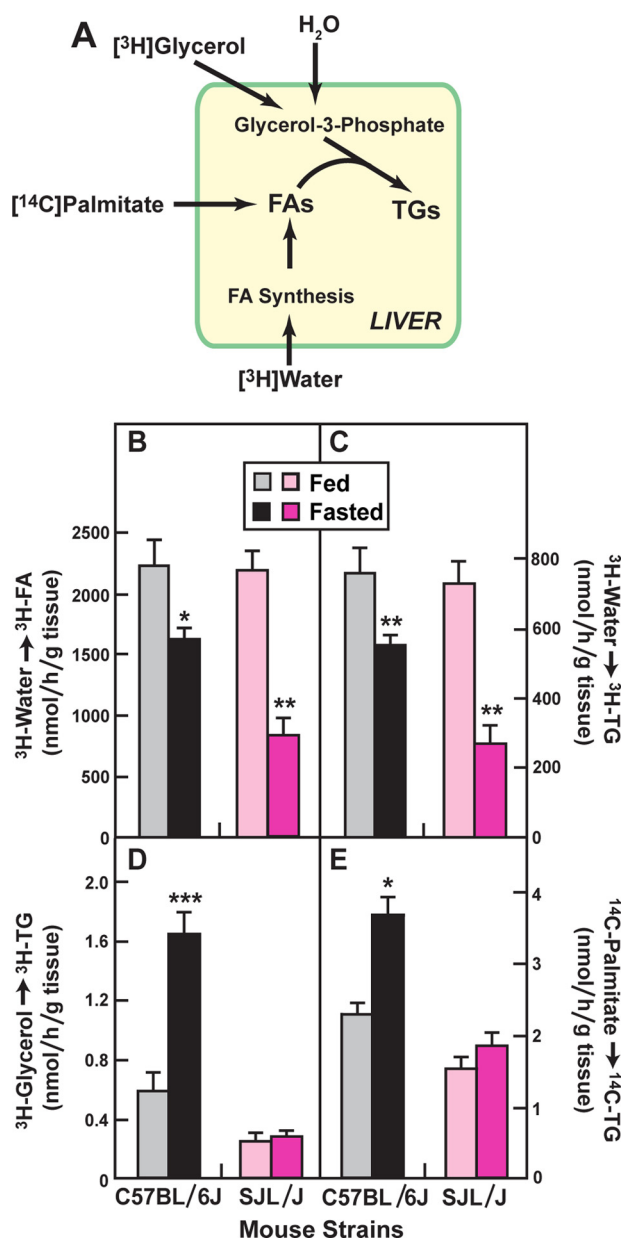 A
H₂O
[³H]Glycerol
Glycerol-3-Phosphate
[¹⁴C]Palmitate
FAs
TGs
FA Synthesis
LIVER
[³H]Water
B
C
Fed
Fasted
³H-Water → ³H-FA
(nmol/h/g tissue)
2500
2000
1500
1000
500
0
*
**
**
**
800
600
400
200
0
³H-Water → ³H-TG
(nmol/h/g tissue)
D
E
³H-Glycerol → ³H-TG
(nmol/h/g tissue)
2.0
1.6
1.2
0.8
0.4
0
***
*
4
3
2
1
0
¹⁴C-Palmitate → ¹⁴C-TG
(nmol/h/g tissue)
C57BL/6J SJL/J C57BL/6J SJL/J
Mouse Strains